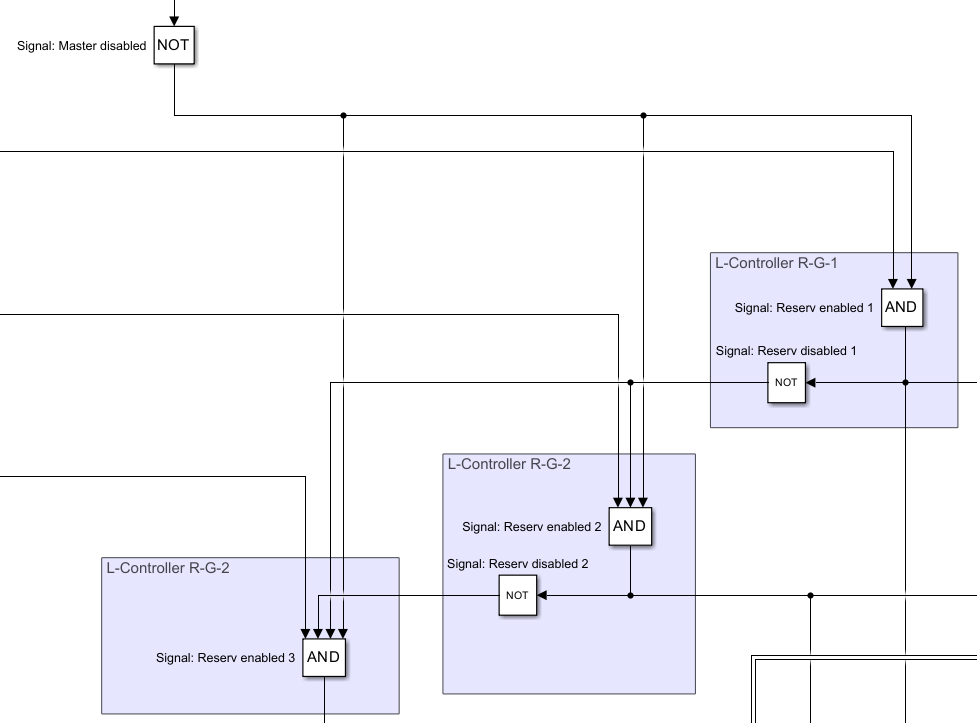 Signal: Master disabled
NOT
L-Controller R-G-1
Signal: Reserv enabled 1
AND
Signal: Reserv disabled 1
NOT
L-Controller R-G-2
Signal: Reserv enabled 2
AND
Signal: Reserv disabled 2
NOT
L-Controller R-G-2
Signal: Reserv enabled 3
AND